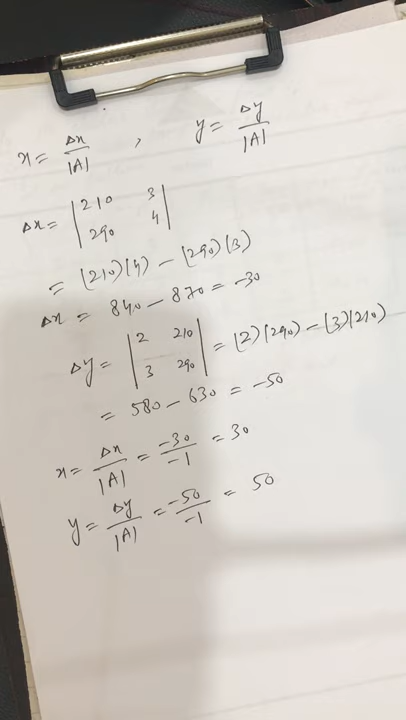 x = Δx/|A| , y = Δy/|A|
Δx = |210 3|
|290 4|
= (210)(4) - (290)(3)
Δx = 840 - 870 = -30
Δy = |2 210| = (2)(290) - (3)(210)
|3 290|
= 580 - 630 = -50
x = Δx/|A| = -30/-1 = 30
y = Δy/|A| = -50/-1 = 50